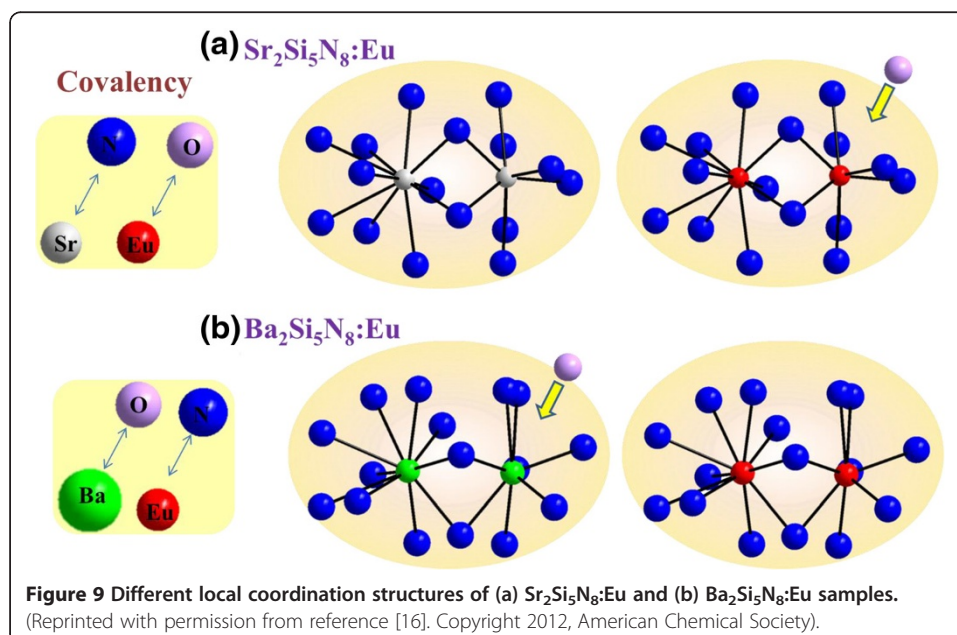 (a) Sr₂Si₅N₈:Eu
Covalency
N
O
Sr
Eu
(b) Ba₂Si₅N₈:Eu
O
N
Ba
Eu
Figure 9 Different local coordination structures of (a) Sr₂Si₅N₈:Eu and (b) Ba₂Si₅N₈:Eu samples.
(Reprinted with permission from reference [16]. Copyright 2012, American Chemical Society).